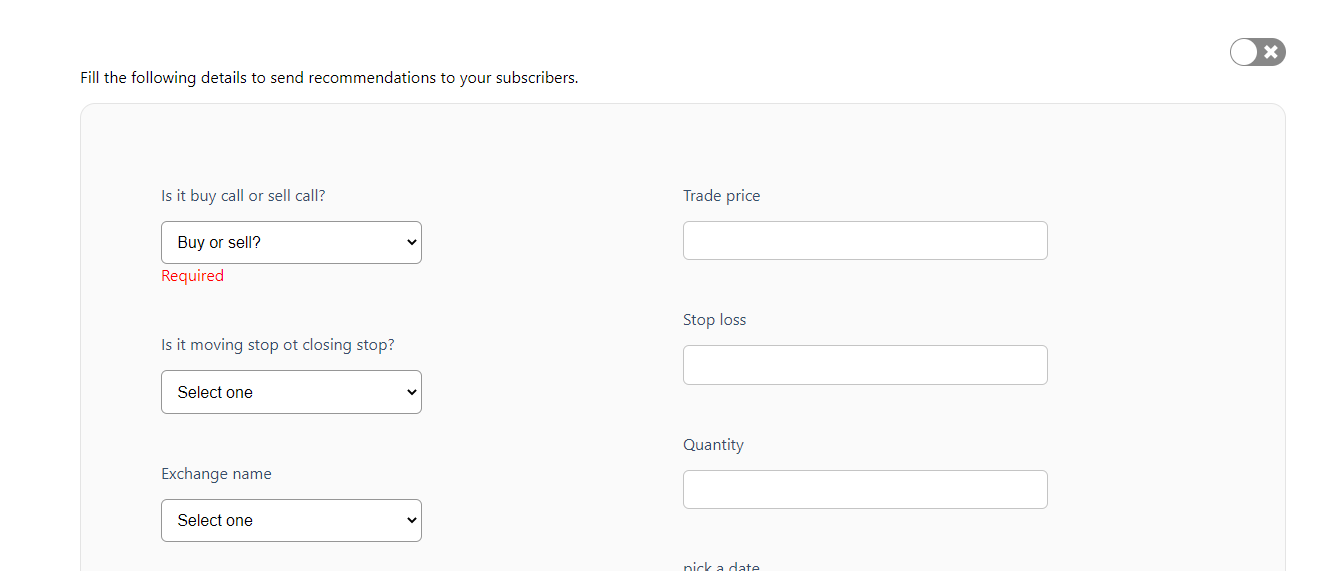 Fill the following details to send recommendations to your subscribers.
Is it buy call or sell call?
Buy or sell?
Required
Is it moving stop ot closing stop?
Select one
Exchange name
Select one
Trade price
Stop loss
Quantity
pick a date